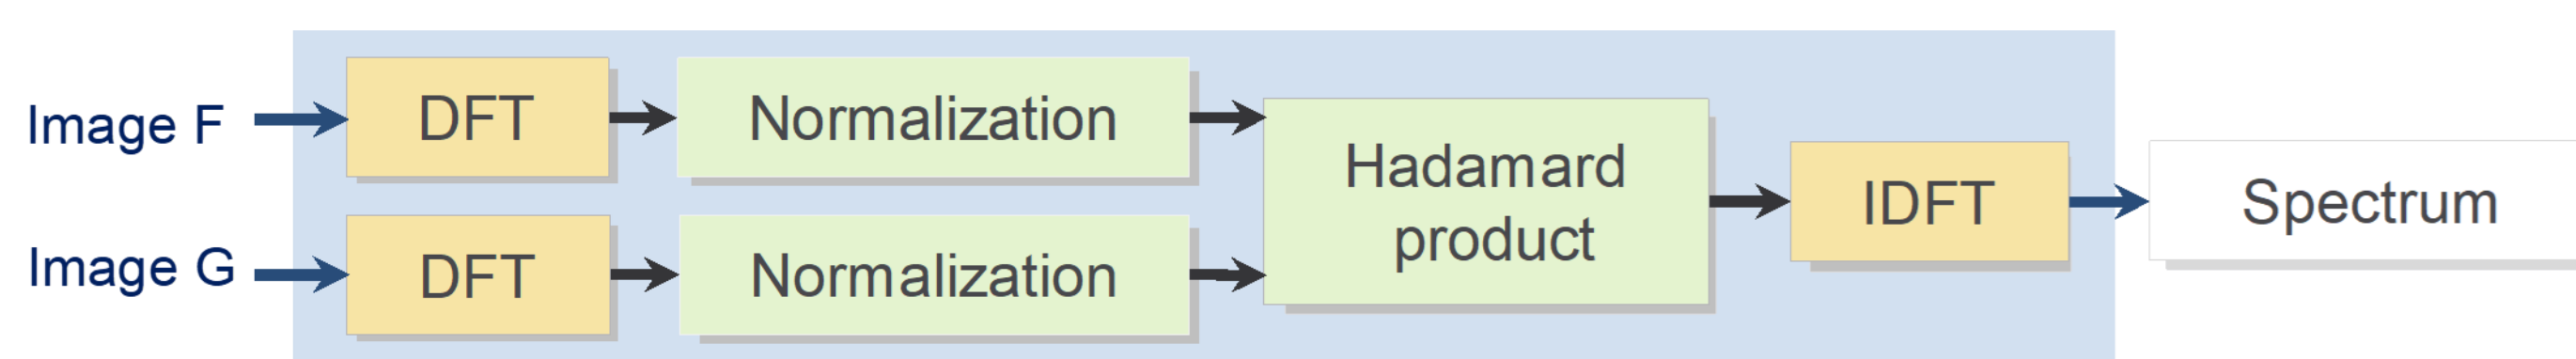 Image F
DFT
Normalization
Hadamard
product
IDFT
Spectrum
Image G
DFT
Normalization